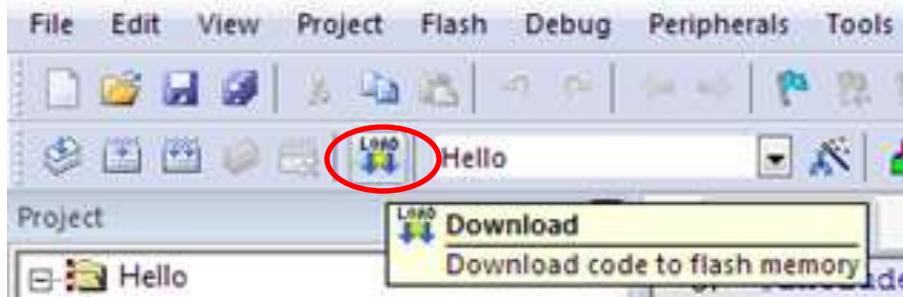 File Edit View Project Flash Debug Peripherals Tools
LOAD Hello
Project
LOAD Download
Download code to flash memory
Hello